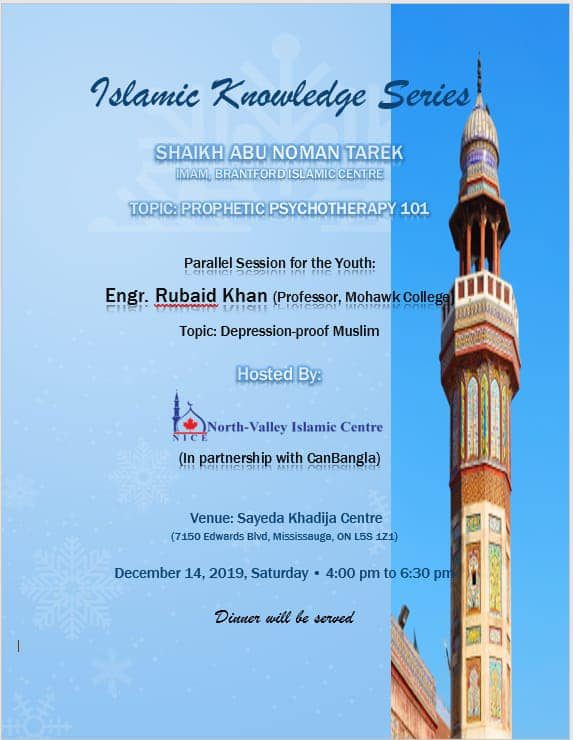 Islamic Knowledge Series
SHAIKH ABU NOMAN TAREK
IMAM, BRANTFORD ISLAMIC CENTRE
TOPIC: PROPHETIC PSYCHOTHERAPY 101
Parallel Session for the Youth:
Engr. Rubaid Khan (Professor, Mohawk College)
Topic: Depression-proof Muslim
Hosted By:
North-Valley Islamic Centre
NICE
(In partnership with CanBangla)
Venue: Sayeda Khadija Centre
(7150 Edwards Blvd, Mississauga, ON L5S 1Z1)
December 14, 2019, Saturday • 4:00 pm to 6:30 pm
Dinner will be served